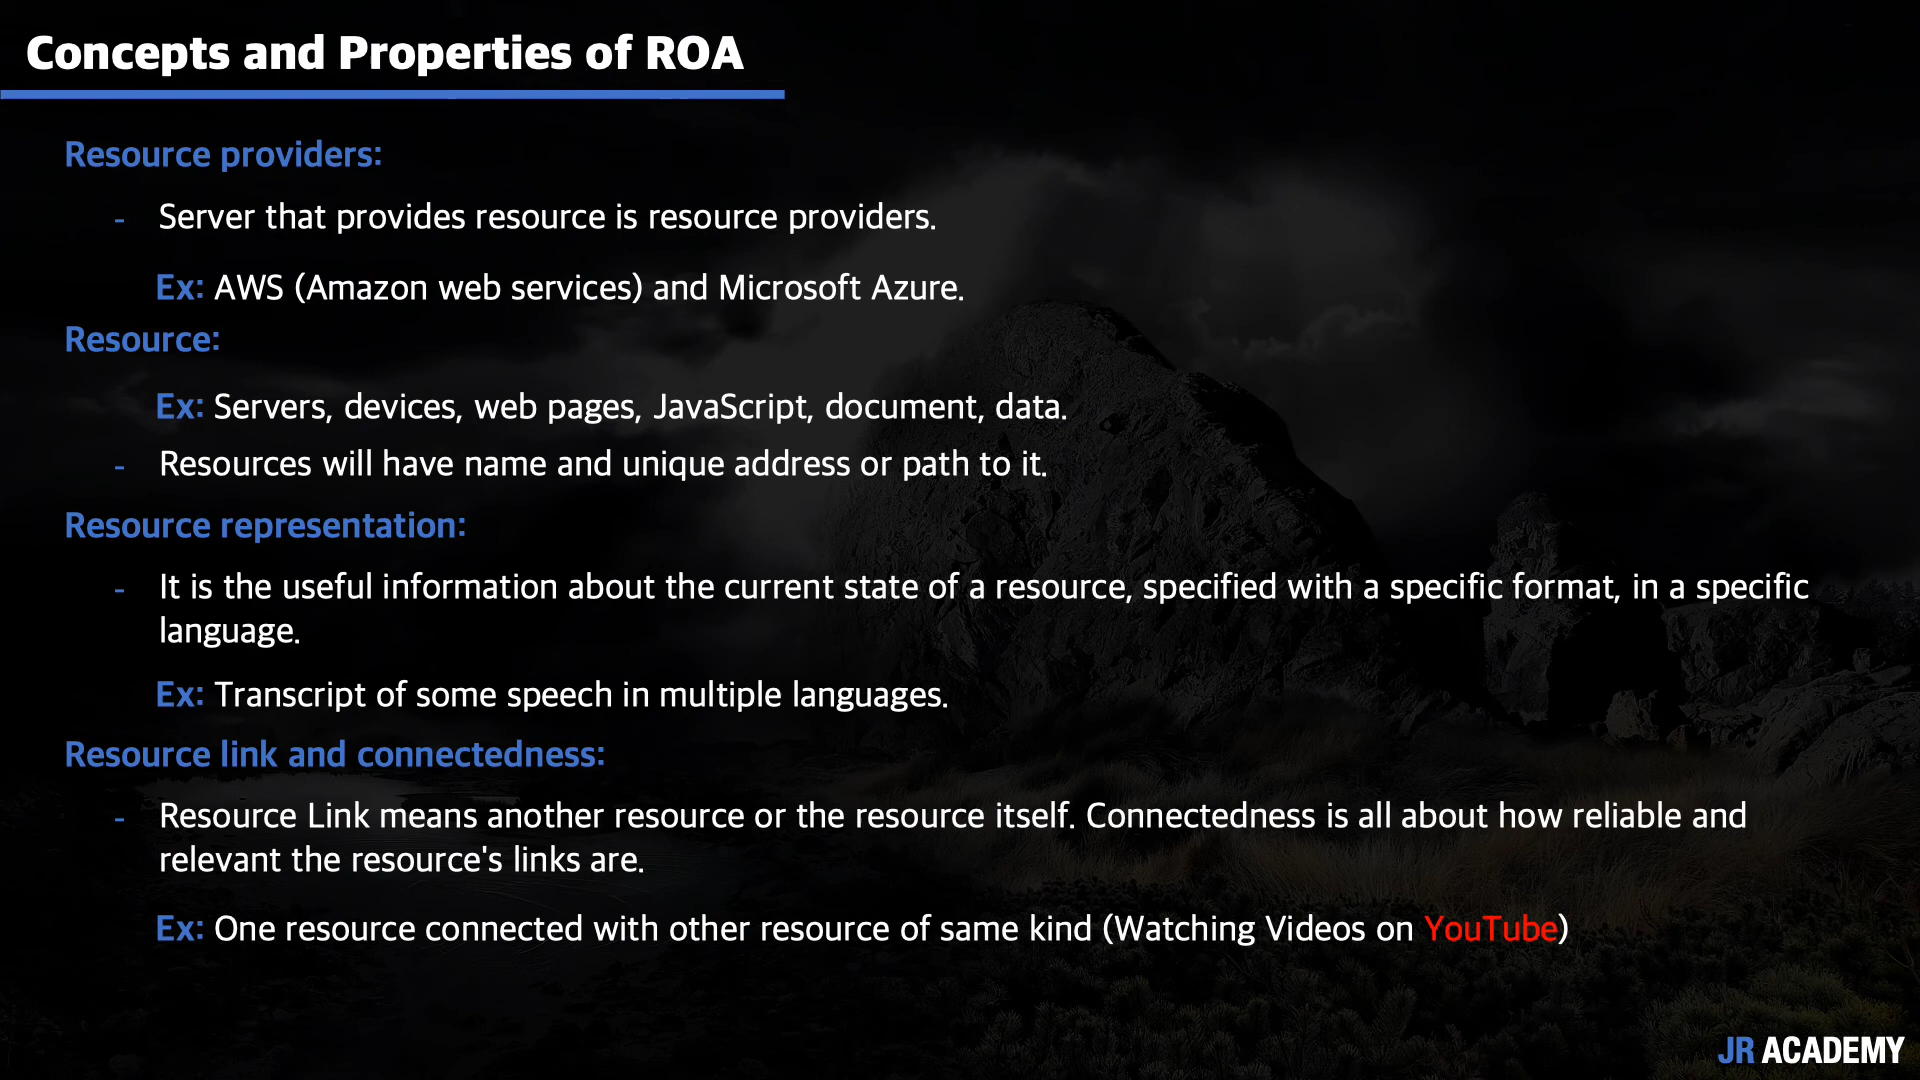 Concepts and Properties of ROA
Resource providers:
- Server that provides resource is resource providers.
Ex: AWS (Amazon web services) and Microsoft Azure.
Resource:
Ex: Servers, devices, web pages, JavaScript, document, data.
- Resources will have name and unique address or path to it.
Resource representation:
- It is the useful information about the current state of a resource, specified with a specific format, in a specific
language.
Ex: Transcript of some speech in multiple languages.
Resource link and connectedness:
- Resource Link means another resource or the resource itself. Connectedness is all about how reliable and
relevant the resource's links are.
Ex: One resource connected with other resource of same kind (Watching Videos on YouTube)
JR ACADEMY